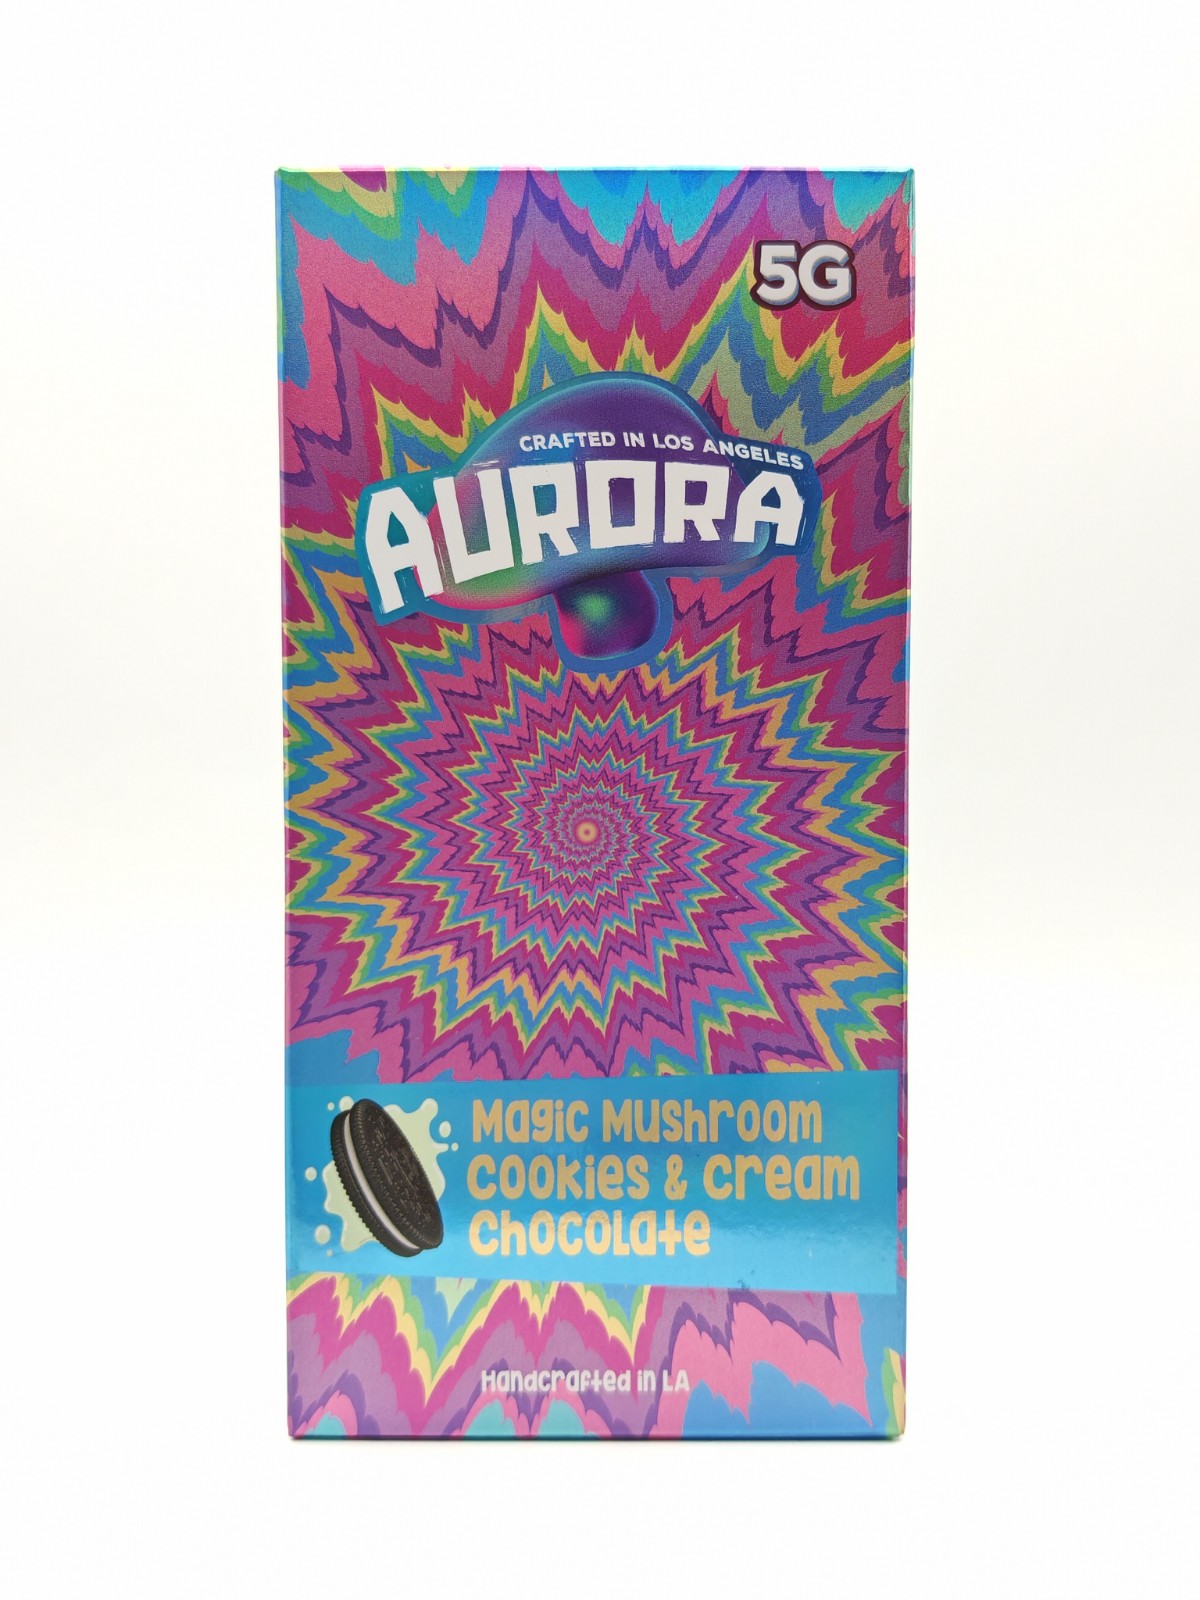 5G
CRAFTED IN LOS ANGELES
AURORA
Magic Mushroom
Cookies & Cream
Chocolate
Handcrafted in LA